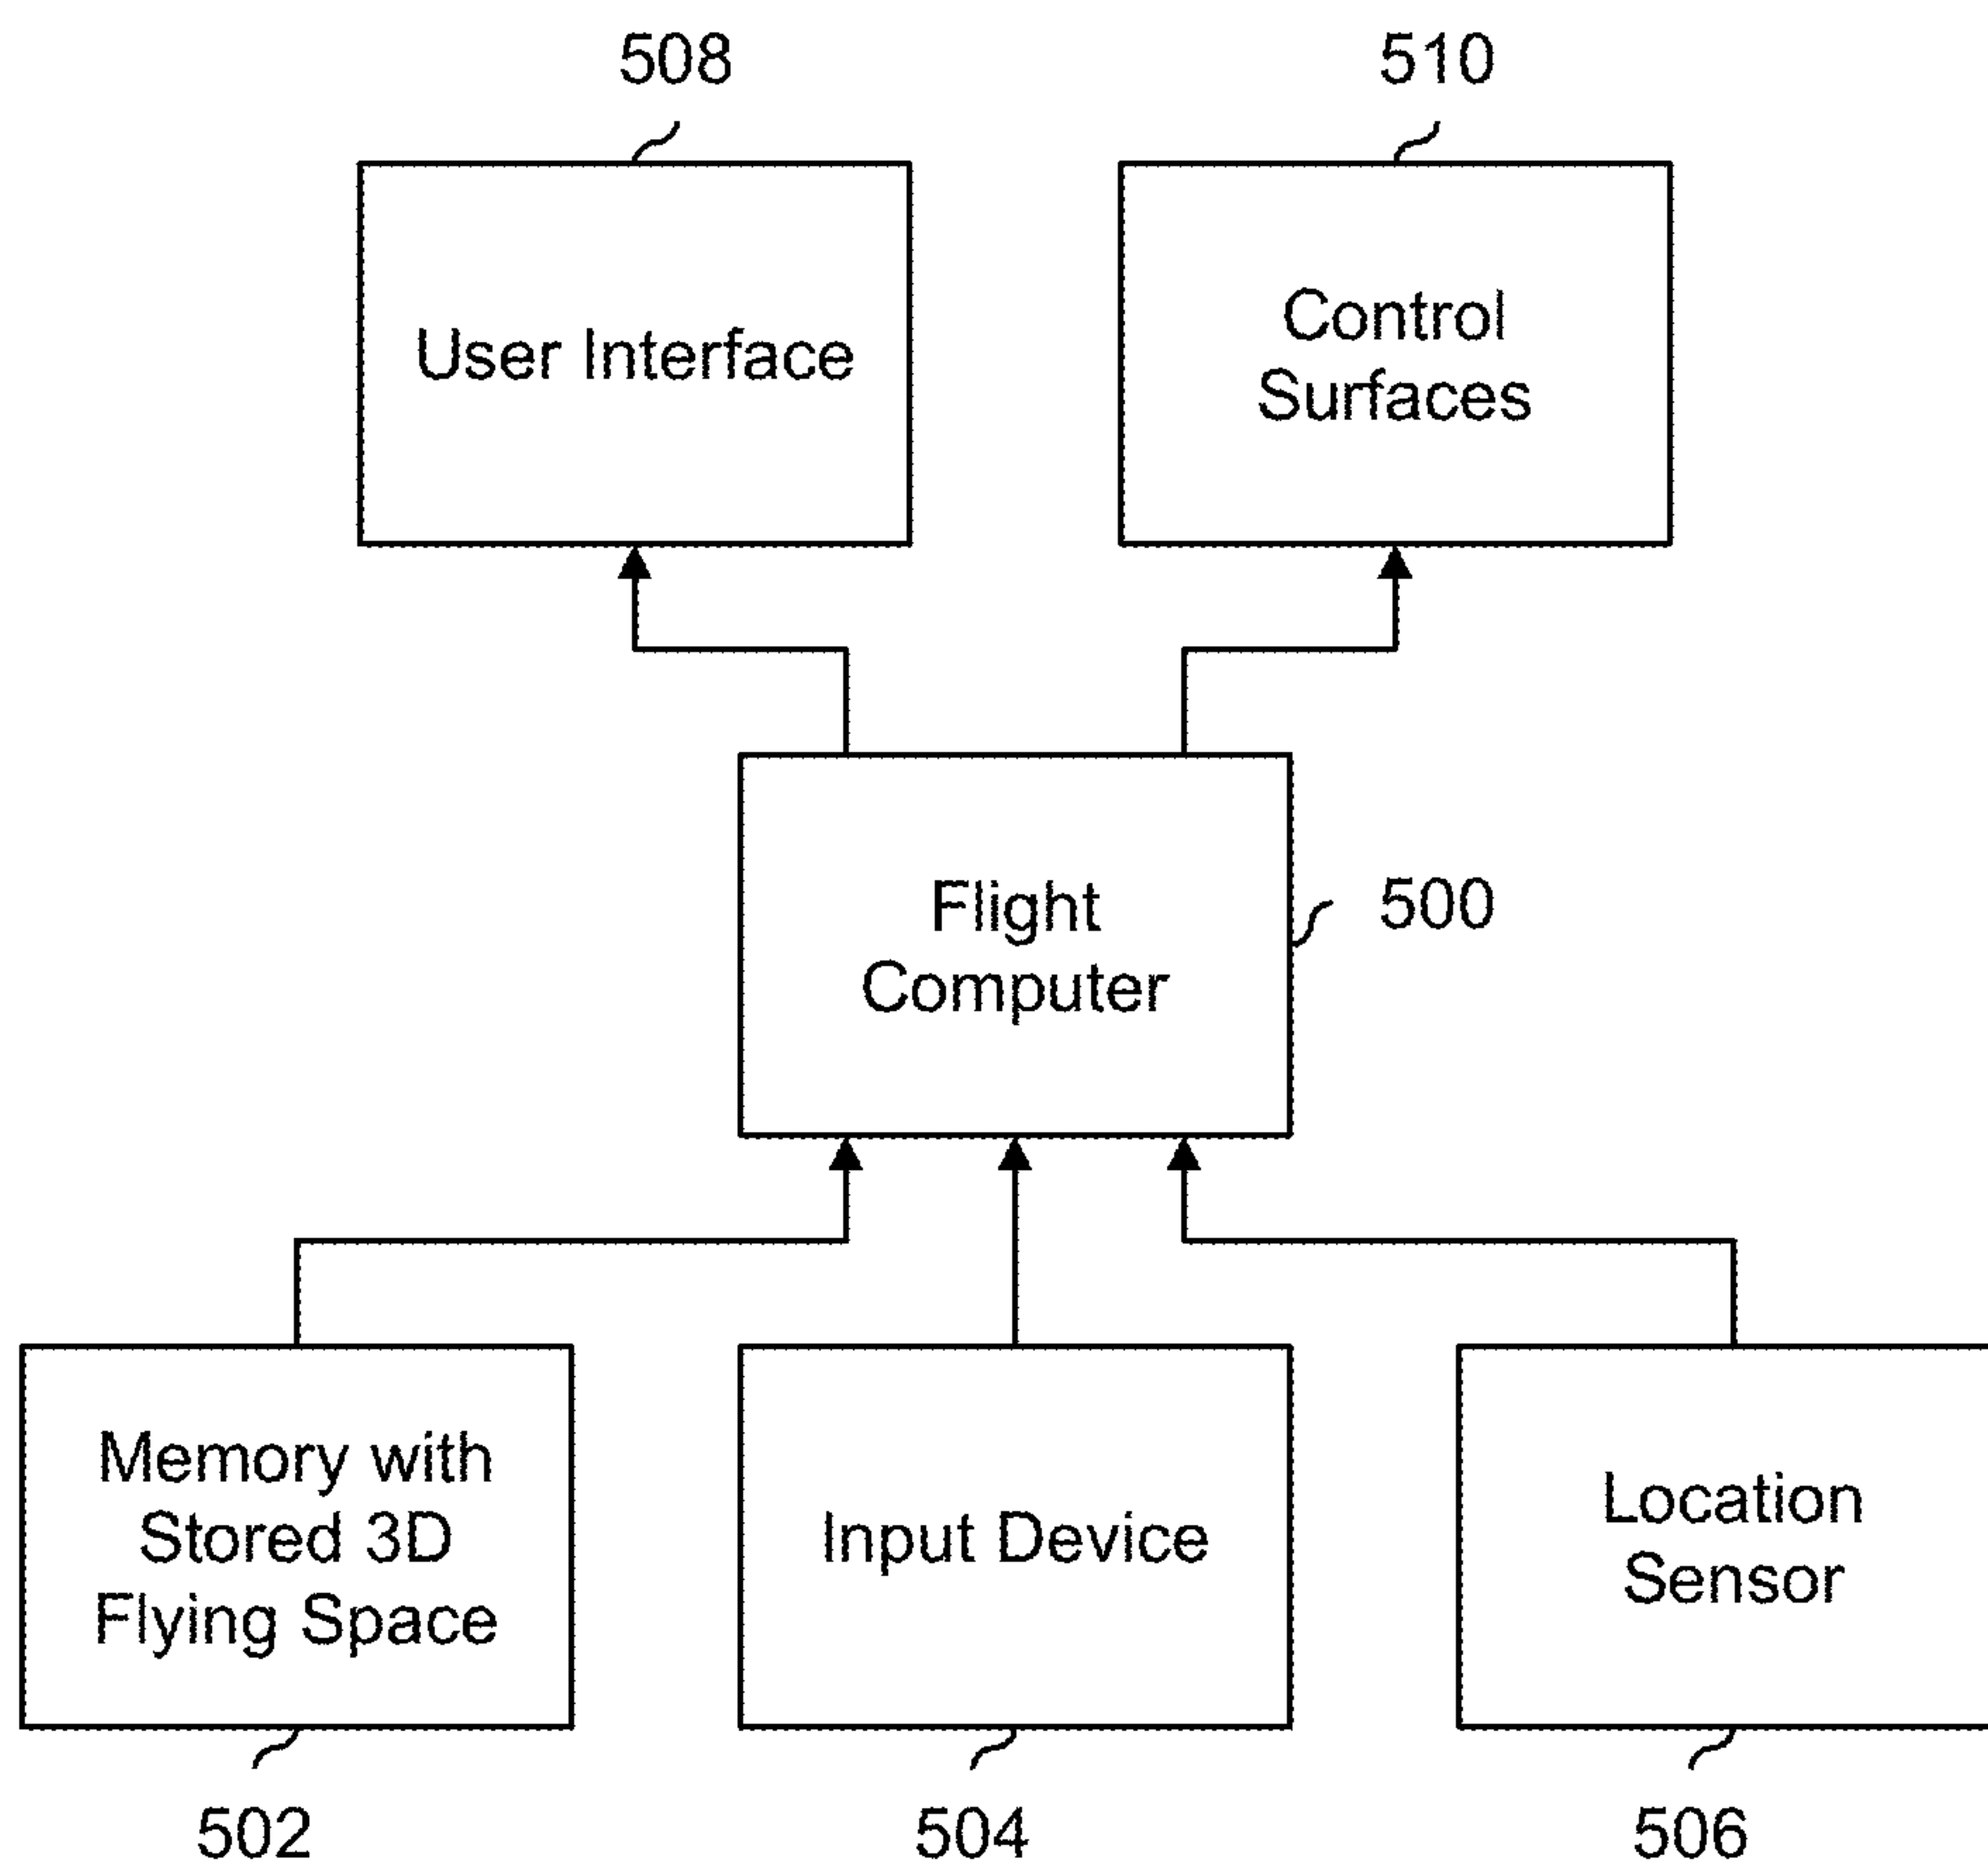 508
510
User Interface
Control
Surfaces
Flight
Computer
500
Memory with
Stored 3D
Flying Space
Input Device
Location
Sensor
502
504
506